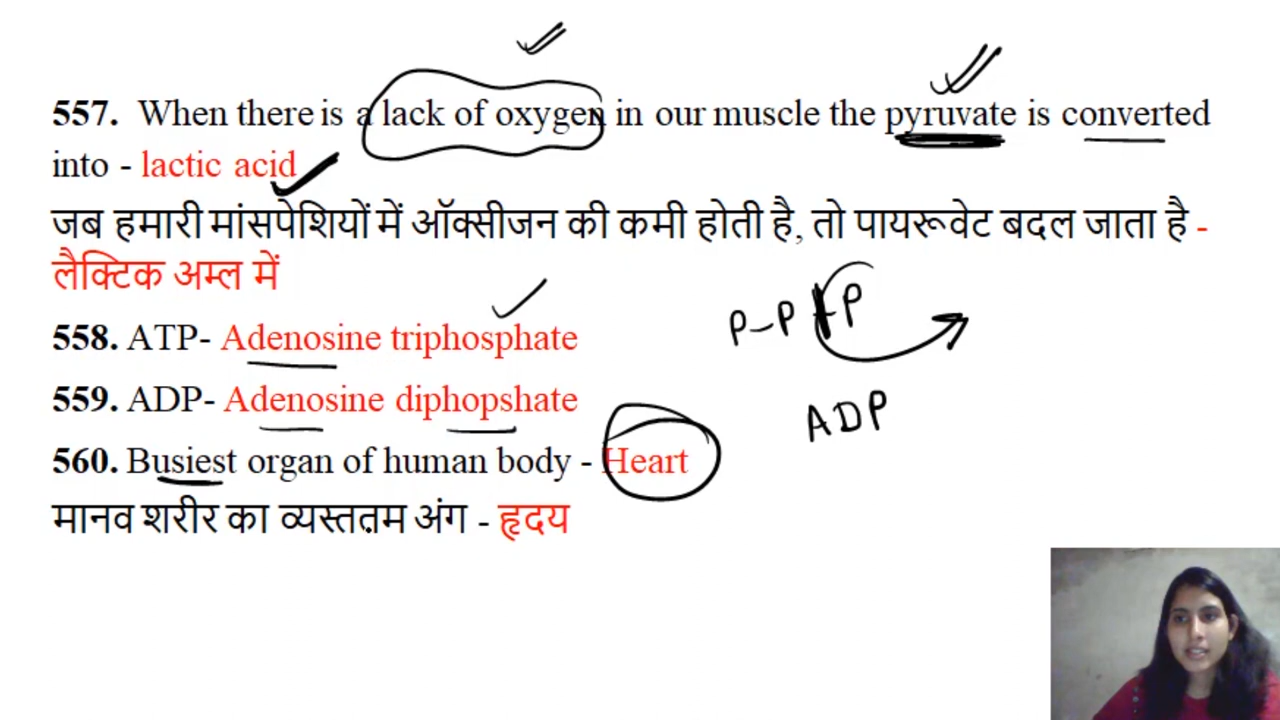 557. When there is a lack of oxygen in our muscle the pyruvate is converted
into - lactic acid
जब हमारी मांसपेशियों में ऑक्सीजन की कमी होती है, तो पायरूवेट बदल जाता है -
लैक्टिक अम्ल में
P-P+P
558. ATP- Adenosine triphosphate
559. ADP- Adenosine diphopshate
ADP
560. Busiest organ of human body - Heart
मानव शरीर का व्यस्ततम अंग - हृदय